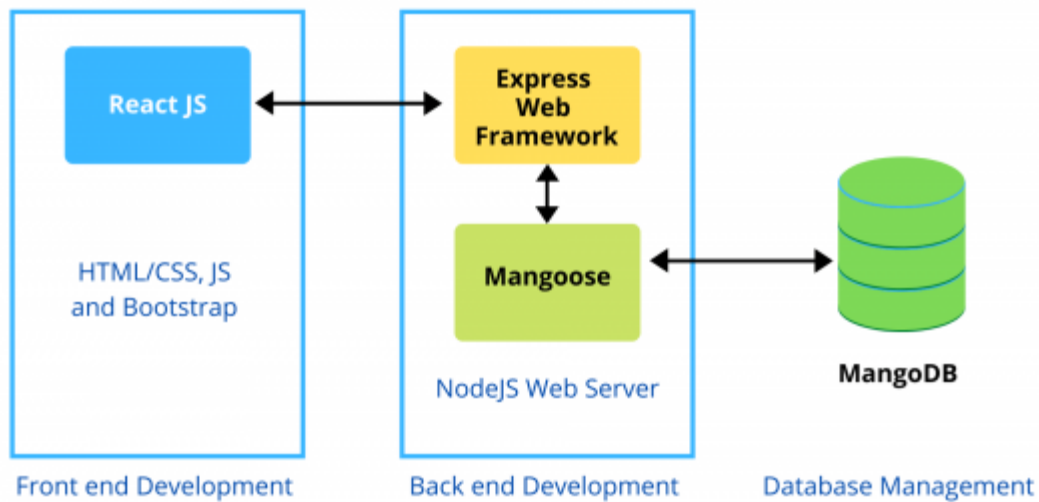 React JS
Express
Web
Framework
HTML/CSS, JS
and Bootstrap
Mangoose
NodeJS Web Server
MangoDB
Front end Development
Back end Development
Database Management